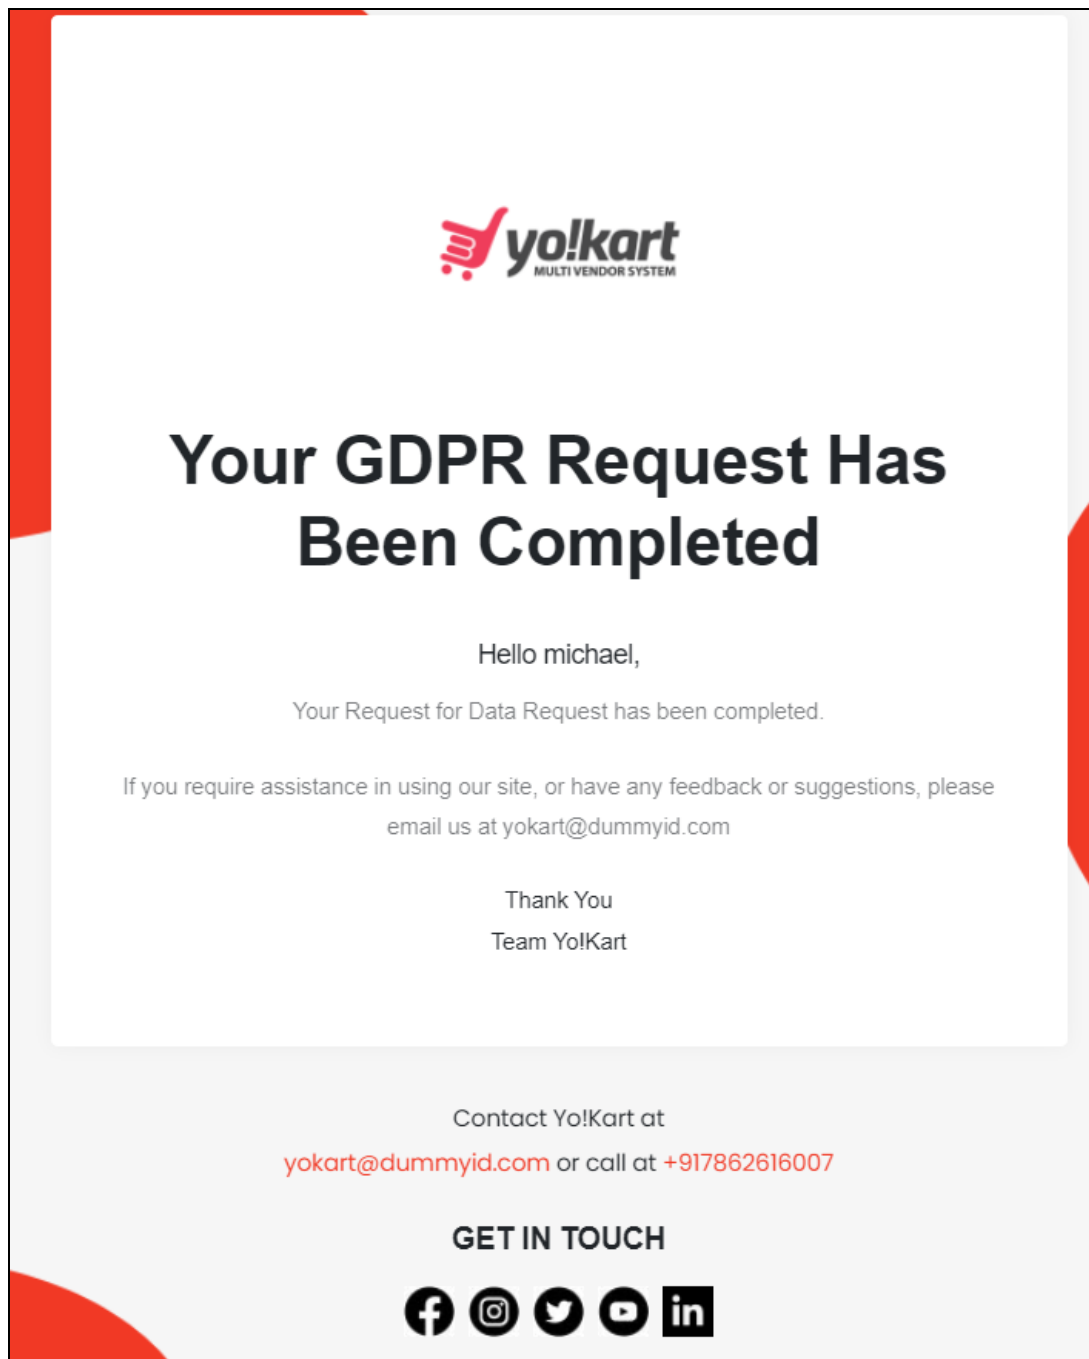 yo!kart
MULTI VENDOR SYSTEM
Your GDPR Request Has
Been Completed
Hello michael,
Your Request for Data Request has been completed.
If you require assistance in using our site, or have any feedback or suggestions, please
email us at yokart@dummyid.com
Thank You
Team Yo!Kart
Contact Yo!Kart at
yokart@dummyid.com or call at +917862616007
GET IN TOUCH
in